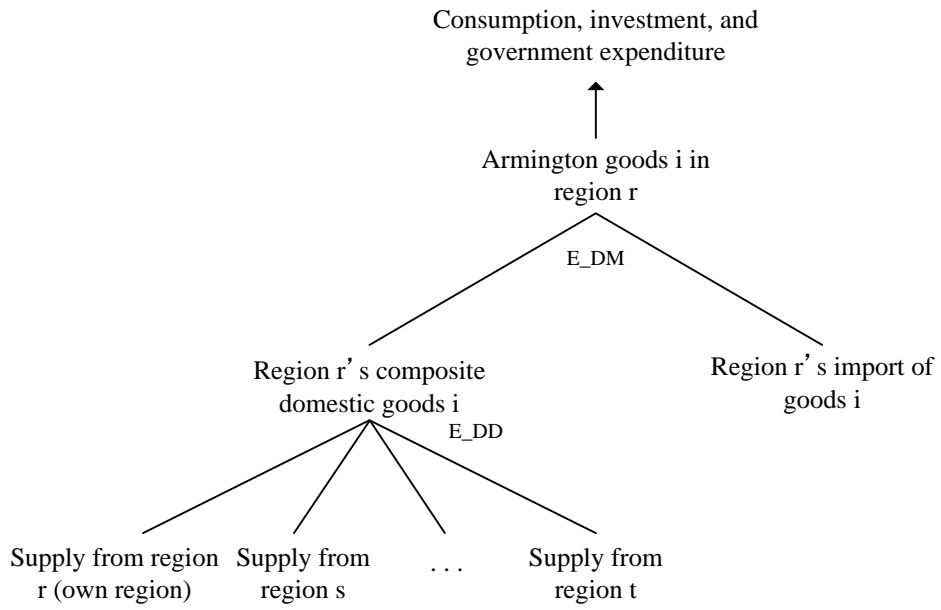 Consumption, investment, and
government expenditure
Armington goods i in
region r
E_DM
Region r’s composite
domestic goods i
Region r’s import of
goods i
E_DD
Supply from region
r (own region)
Supply from
region s
. . .
Supply from
region t